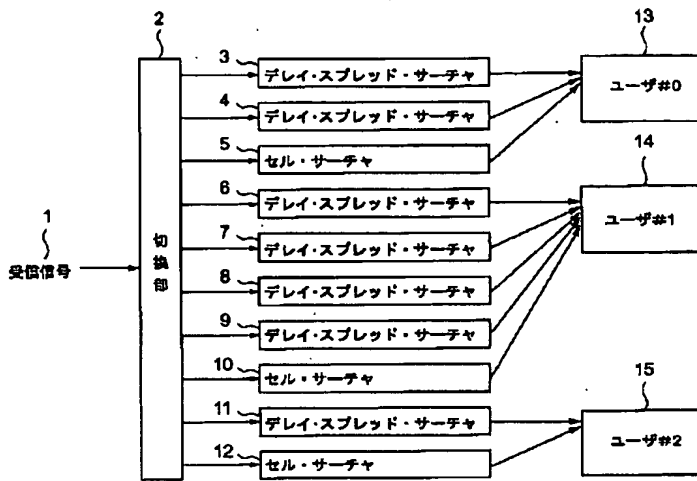 2
3
デレイ・スプレッド・サーチャ
4
デレイ・スプレッド・サーチャ
5
セル・サーチャ
6
デレイ・スプレッド・サーチャ
7
デレイ・スプレッド・サーチャ
8
デレイ・スプレッド・サーチャ
9
デレイ・スプレッド・サーチャ
10
セル・サーチャ
11
デレイ・スプレッド・サーチャ
12
セル・サーチャ
1
受信信号
切換部
13
ユーザ#0
14
ユーザ#1
15
ユーザ#2